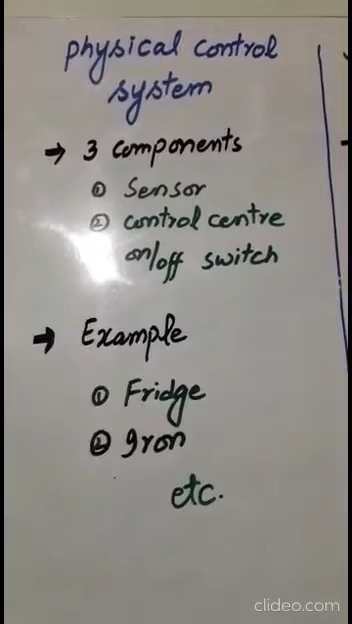 physical control
system
→ 3 components
① Sensor
② control centre
on/off switch
→ Example
① Fridge
② Iron
etc.
clideo.com